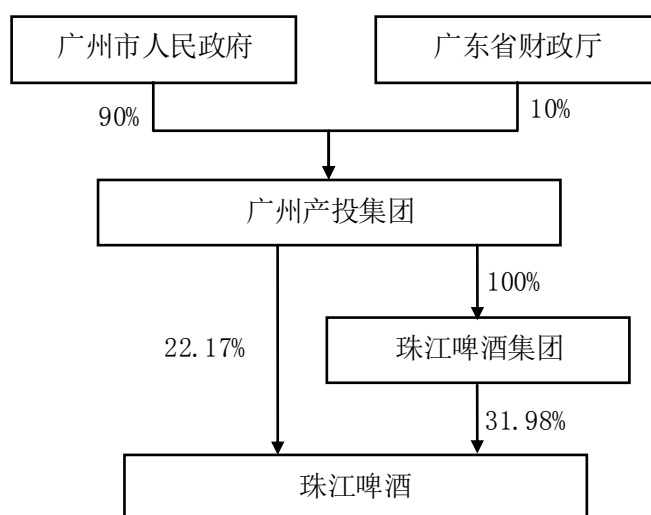 广州市人民政府
广东省财政厅
90%
10%
广州产投集团
100%
22.17%
珠江啤酒集团
31.98%
珠江啤酒